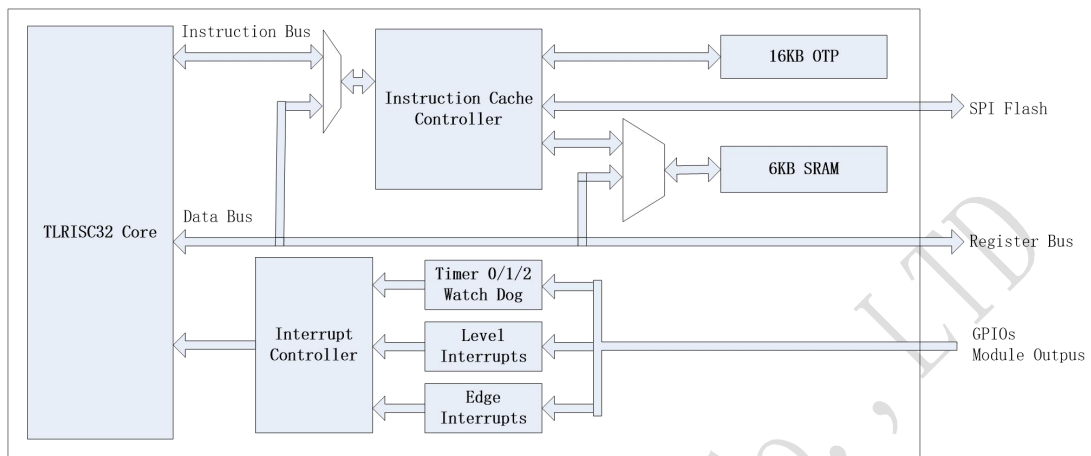 Instruction Bus
16KB OTP
Instruction Cache
Controller
SPI Flash
6KB SRAM
Data Bus
TLRISC32 Core
Register Bus
Timer 0/1/2
Watch Dog
Interrupt
Controller
Level
Interrupts
GPIOs
Module Outpus
Edge
Interrupts
o., LTD